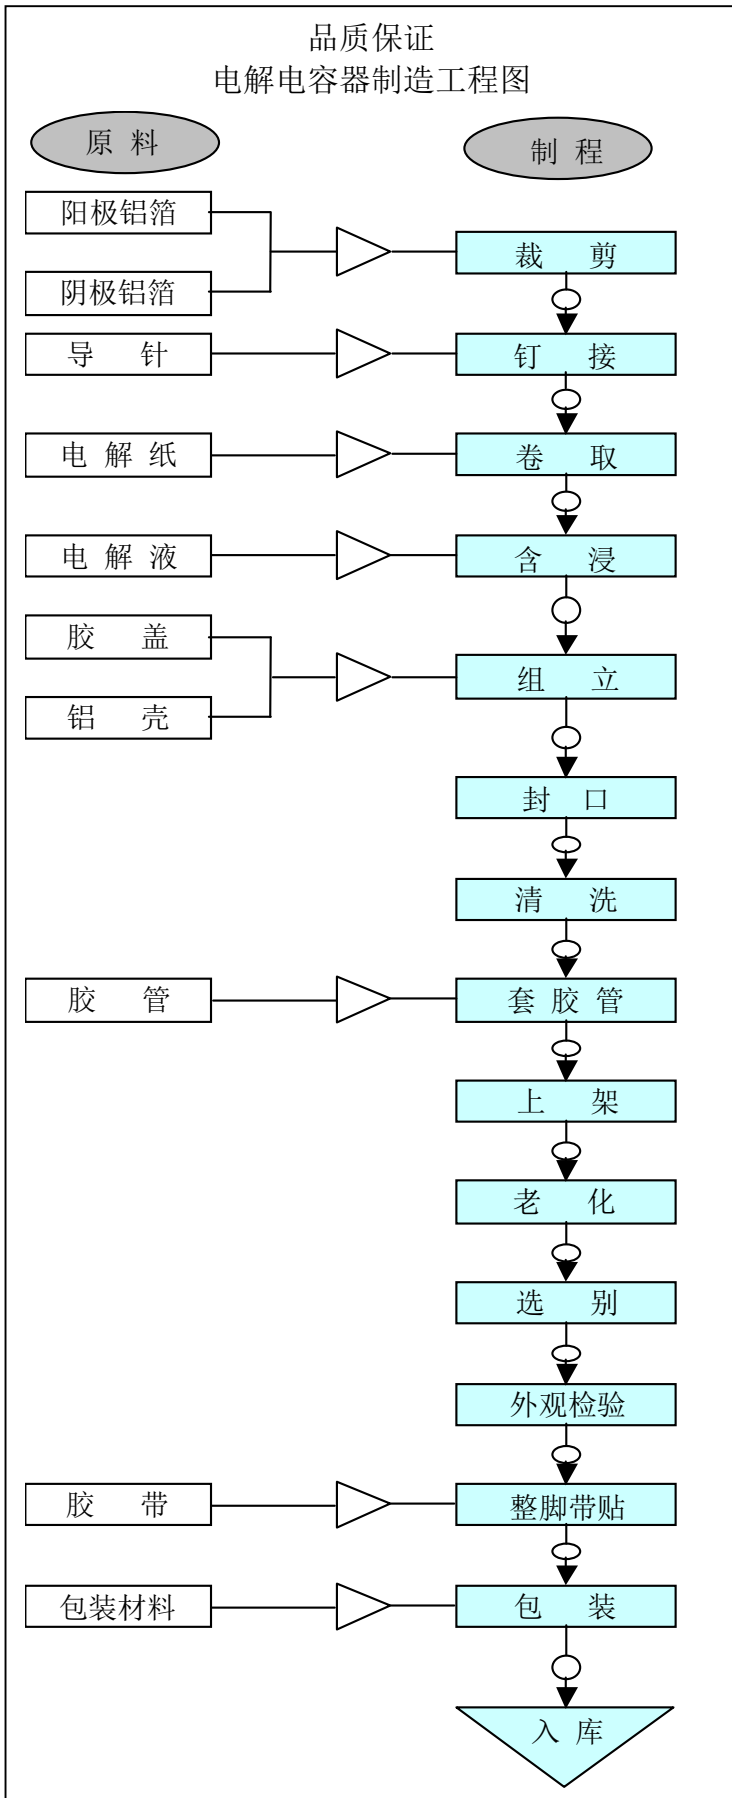 品质保证
电解电容器制造工程图
原 料
制 程
阳极铝箔
裁 剪
阴极铝箔
导 针
钉 接
电 解 纸
卷 取
电 解 液
含 浸
胶 盖
组 立
铝 壳
封 口
清 洗
胶 管
套 胶 管
上 架
老 化
选 别
外观检验
胶 带
整脚带贴
包装材料
包 装
入 库